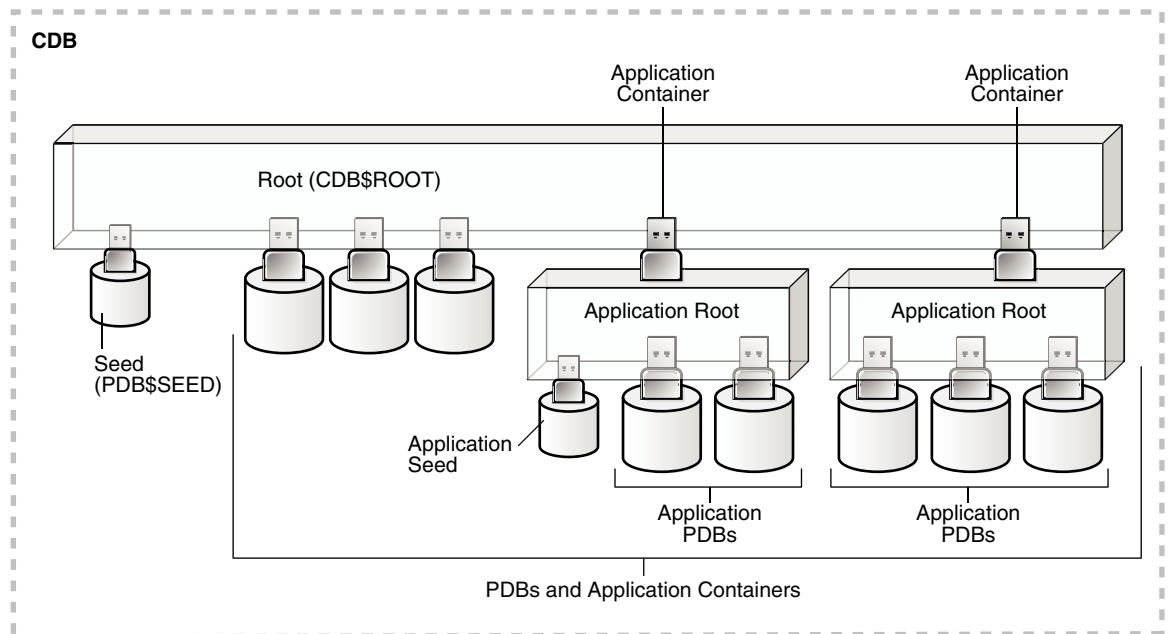 CDB
Application
Container
Application
Container
Root (CDB$ROOT)
Application Root
Application Root
Seed
(PDB$SEED)
Application
Seed
Application
PDBs
Application
PDBs
PDBs and Application Containers